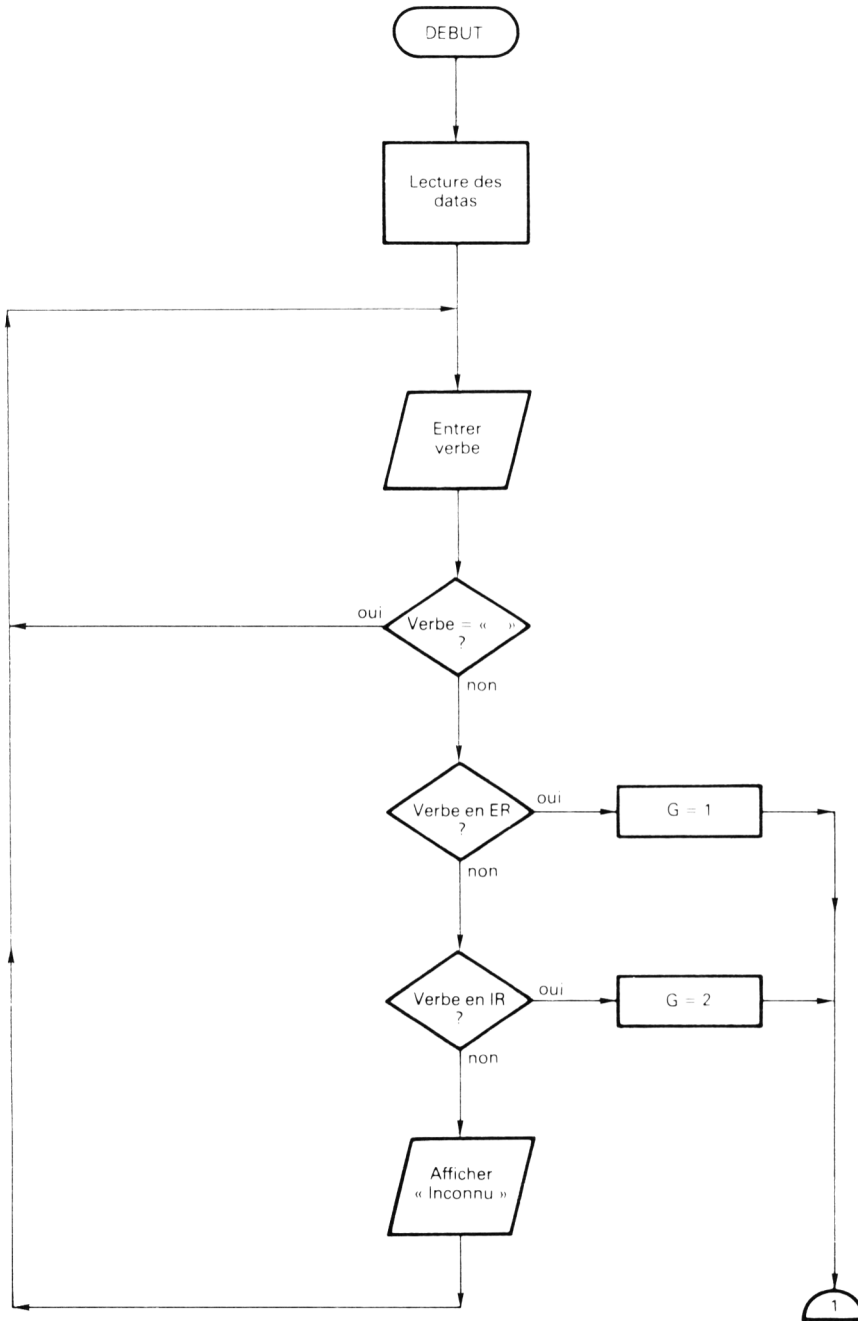 DEBUT
Lecture des
datas
Entrer
verbe
oui
Verbe = « »
?
non
Verbe en ER
?
oui
G = 1
non
Verbe en IR
?
oui
G = 2
non
Afficher
« Inconnu »
1